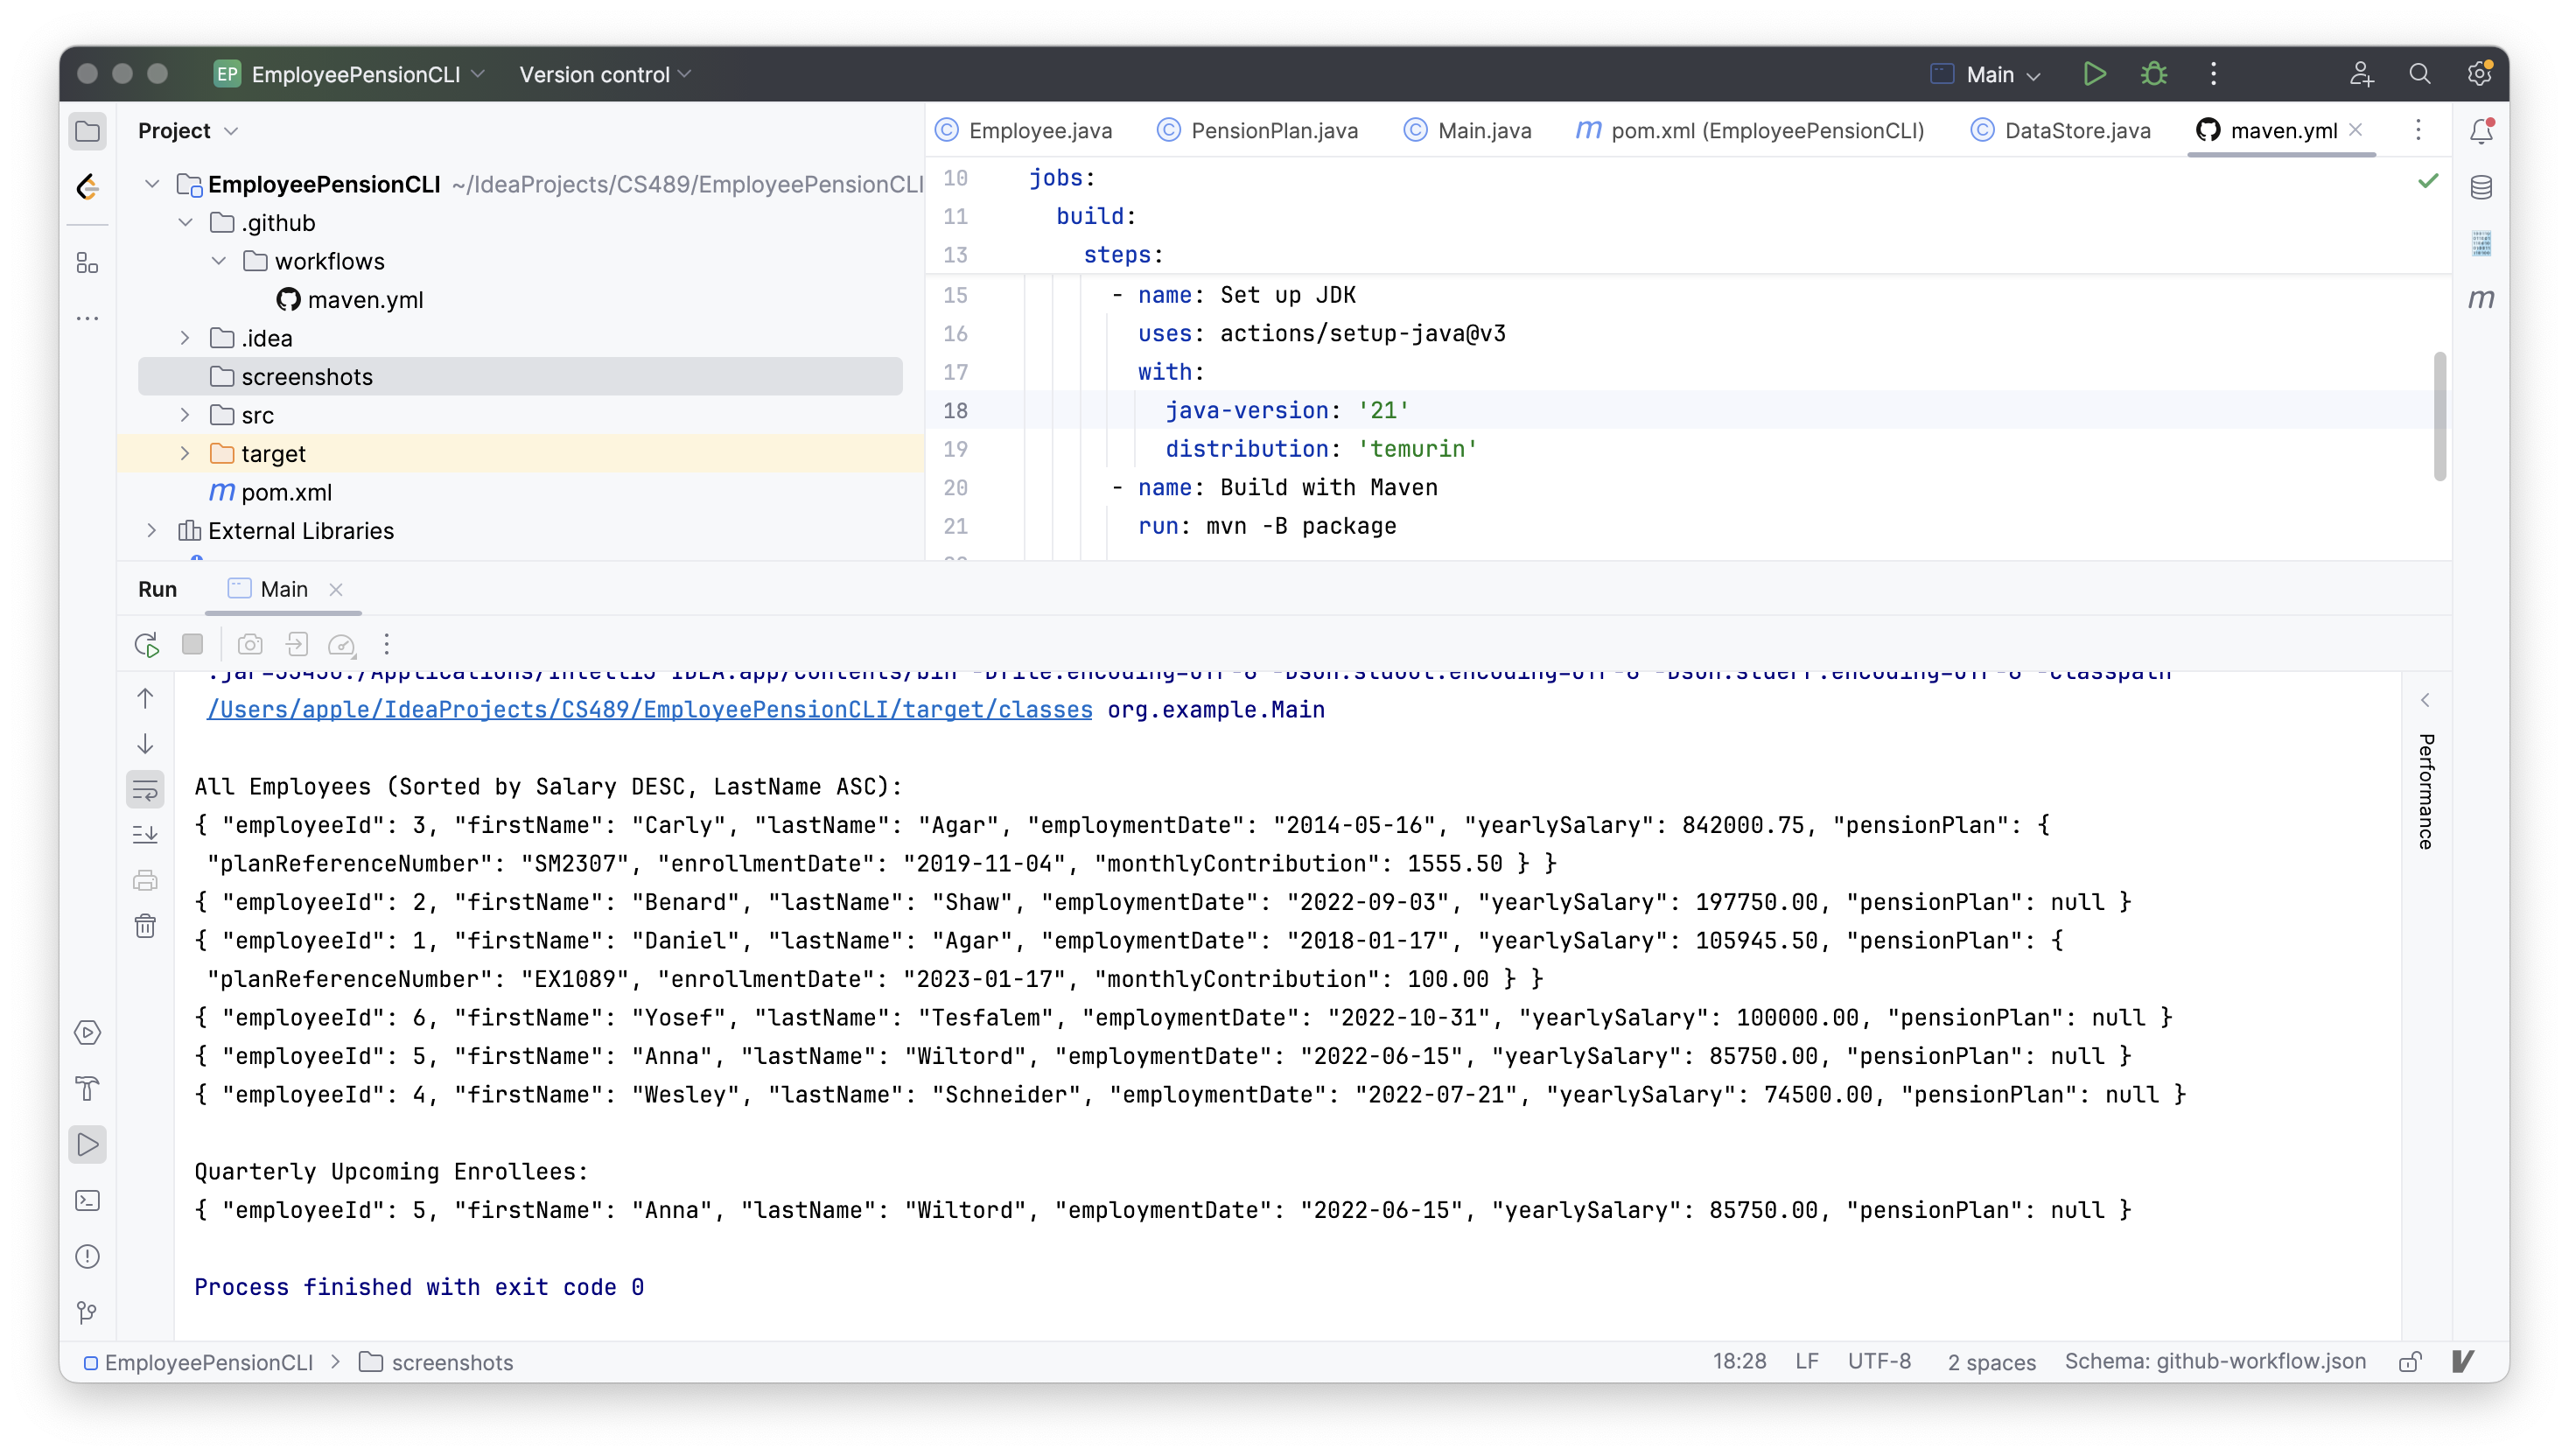 EP EmployeePensionCLI Version control Main
Project
Employee.java PensionPlan.java Main.java pom.xml (EmployeePensionCLI) DataStore.java maven.yml
EmployeePensionCLI ~/IdeaProjects/CS489/EmployeePensionCLI
.github
workflows
maven.yml
.idea
screenshots
src
target
m pom.xml
External Libraries
10 jobs:
11 build:
13 steps:
15 - name: Set up JDK
16 uses: actions/setup-java@v3
17 with:
18 java-version: '21'
19 distribution: 'temurin'
20 - name: Build with Maven
21 run: mvn -B package
Run Main
/Users/apple/IdeaProjects/CS489/EmployeePensionCLI/target/classes org.example.Main
All Employees (Sorted by Salary DESC, LastName ASC):
{ "employeeId": 3, "firstName": "Carly", "lastName": "Agar", "employmentDate": "2014-05-16", "yearlySalary": 842000.75, "pensionPlan": {
"planReferenceNumber": "SM2307", "enrollmentDate": "2019-11-04", "monthlyContribution": 1555.50 } }
{ "employeeId": 2, "firstName": "Benard", "lastName": "Shaw", "employmentDate": "2022-09-03", "yearlySalary": 197750.00, "pensionPlan": null }
{ "employeeId": 1, "firstName": "Daniel", "lastName": "Agar", "employmentDate": "2018-01-17", "yearlySalary": 105945.50, "pensionPlan": {
"planReferenceNumber": "EX1089", "enrollmentDate": "2023-01-17", "monthlyContribution": 100.00 } }
{ "employeeId": 6, "firstName": "Yosef", "lastName": "Tesfalem", "employmentDate": "2022-10-31", "yearlySalary": 100000.00, "pensionPlan": null }
{ "employeeId": 5, "firstName": "Anna", "lastName": "Wiltord", "employmentDate": "2022-06-15", "yearlySalary": 85750.00, "pensionPlan": null }
{ "employeeId": 4, "firstName": "Wesley", "lastName": "Schneider", "employmentDate": "2022-07-21", "yearlySalary": 74500.00, "pensionPlan": null }
Quarterly Upcoming Enrollees:
{ "employeeId": 5, "firstName": "Anna", "lastName": "Wiltord", "employmentDate": "2022-06-15", "yearlySalary": 85750.00, "pensionPlan": null }
Process finished with exit code 0
Performance
EmployeePensionCLI > screenshots 18:28 LF UTF-8 2 spaces Schema: github-workflow.json